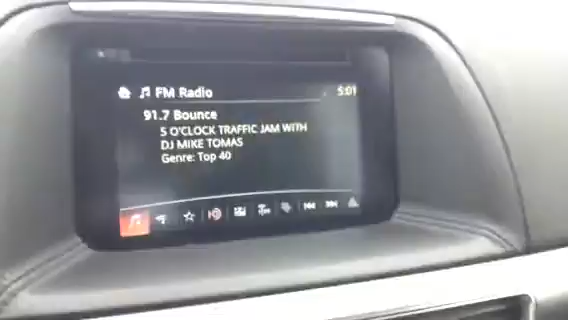 FM Radio 5:01
91.7 Bounce
5 O'CLOCK TRAFFIC JAM WITH
DJ MIKE TOMAS
Genre: Top 40